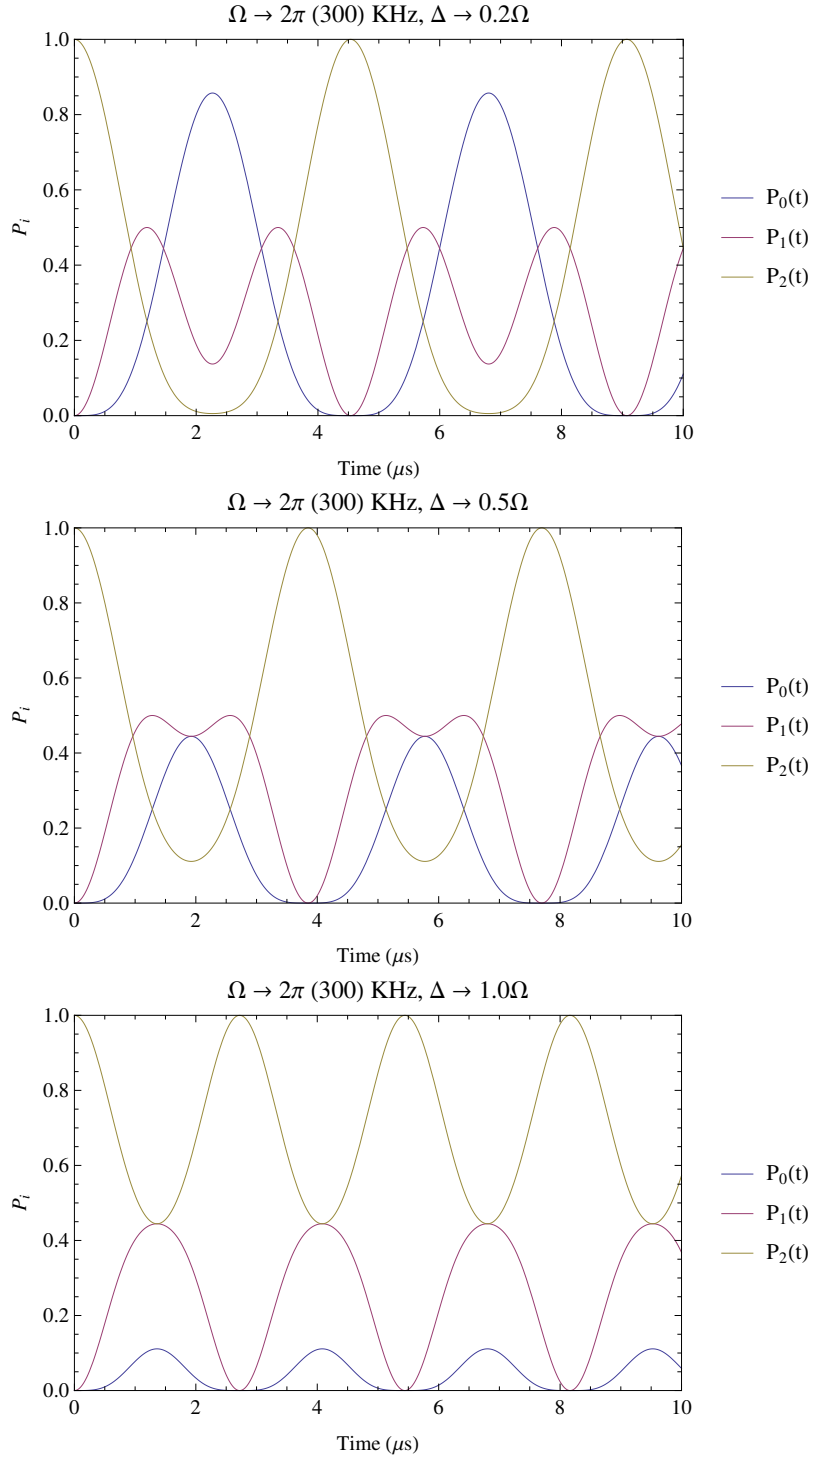 Ω → 2π (300) KHz, Δ → 0.2Ω
1.0
0.8
0.6
0.4
0.2
0.0
P_i
0 2 4 6 8 10
Time (μs)
P_0(t)
P_1(t)
P_2(t)
Ω → 2π (300) KHz, Δ → 0.5Ω
1.0
0.8
0.6
0.4
0.2
0.0
P_i
0 2 4 6 8 10
Time (μs)
P_0(t)
P_1(t)
P_2(t)
Ω → 2π (300) KHz, Δ → 1.0Ω
1.0
0.8
0.6
0.4
0.2
0.0
P_i
0 2 4 6 8 10
Time (μs)
P_0(t)
P_1(t)
P_2(t)